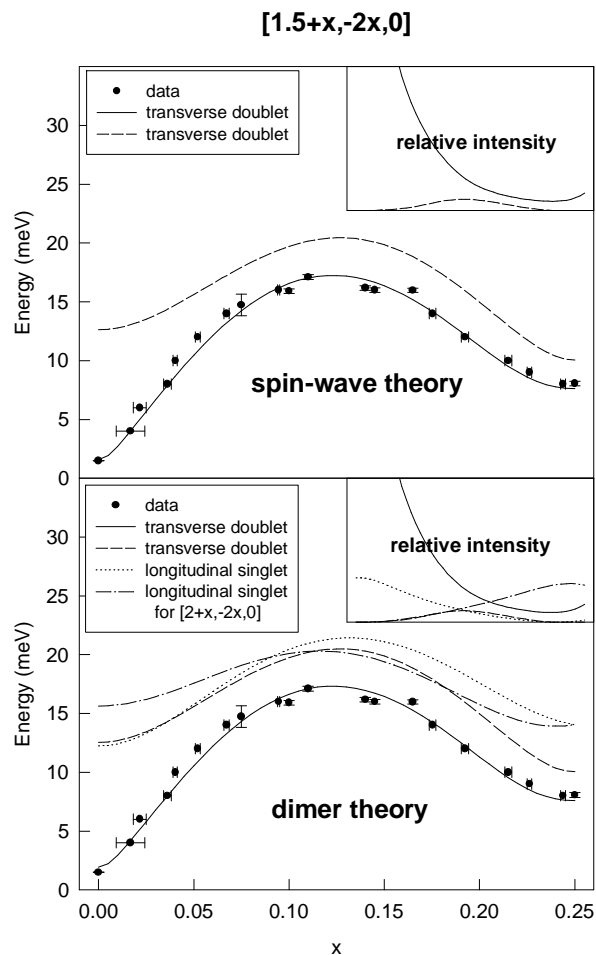 [1.5+x,-2x,0]
data
transverse doublet
transverse doublet
relative intensity
spin-wave theory
Energy (meV)
30
25
20
15
10
5
0
data
transverse doublet
transverse doublet
longitudinal singlet
longitudinal singlet
for [2+x,-2x,0]
relative intensity
dimer theory
Energy (meV)
30
25
20
15
10
5
0
0.00 0.05 0.10 0.15 0.20 0.25
x